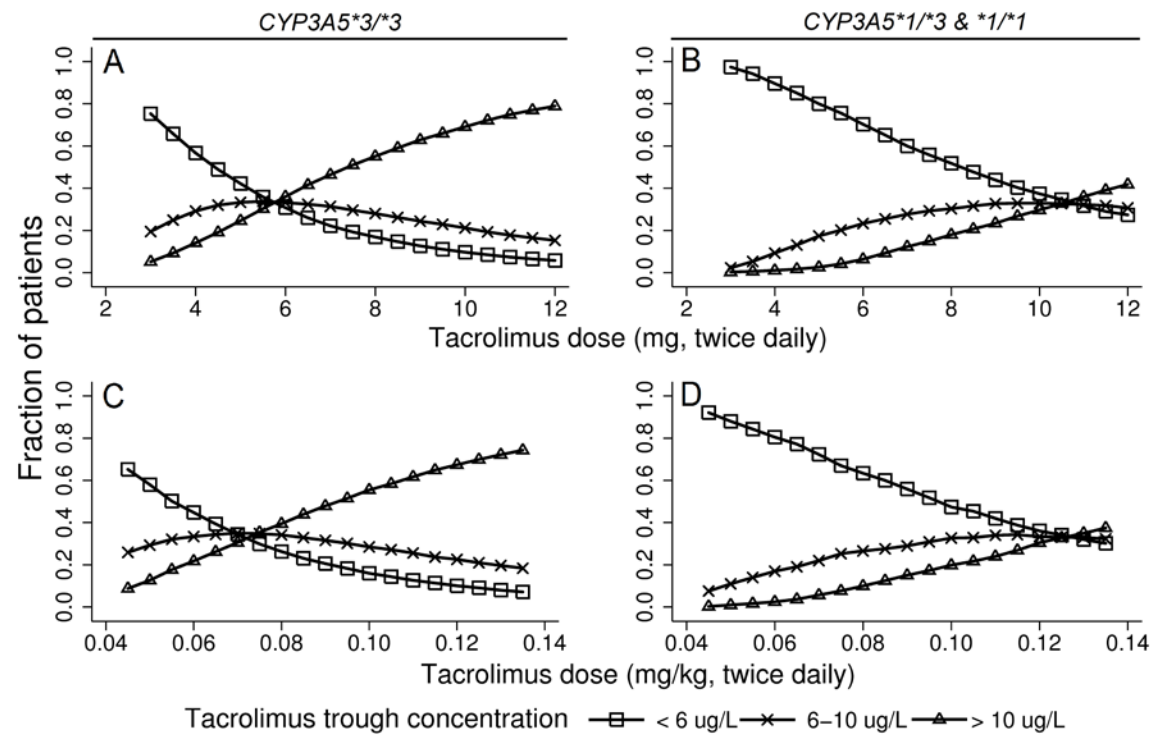 CYP3A5*3/*3
CYP3A5*1/*3 & *1/*1
Fraction of patients
A
1.0
0.8
0.6
0.4
0.2
0.0
2 4 6 8 10 12
B
1.0
0.8
0.6
0.4
0.2
0.0
2 4 6 8 10 12
Tacrolimus dose (mg, twice daily)
C
1.0
0.8
0.6
0.4
0.2
0.0
0.04 0.06 0.08 0.10 0.12 0.14
D
1.0
0.8
0.6
0.4
0.2
0.0
0.04 0.06 0.08 0.10 0.12 0.14
Tacrolimus dose (mg/kg, twice daily)
Tacrolimus trough concentration < 6 ug/L 6–10 ug/L > 10 ug/L